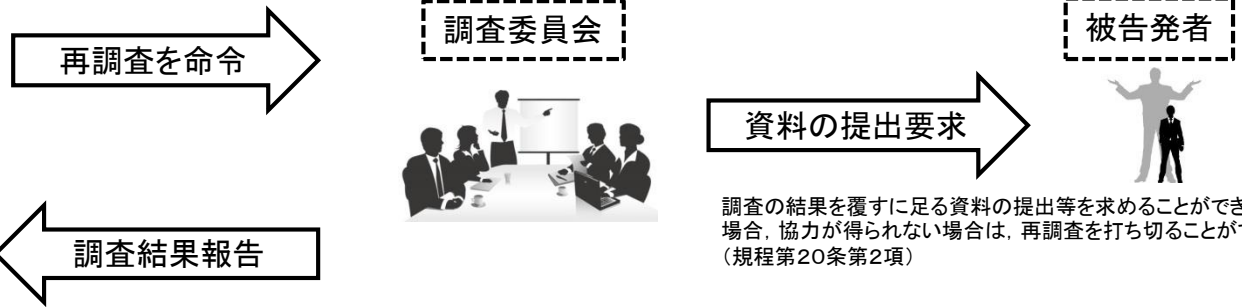 調査委員会
被告発者
再調査を命令
資料の提出要求
調査の結果を覆すに足る資料の提出等を求めることができ
場合，協力が得られない場合は，再調査を打ち切ることが
（規程第２０条第２項）
調査結果報告